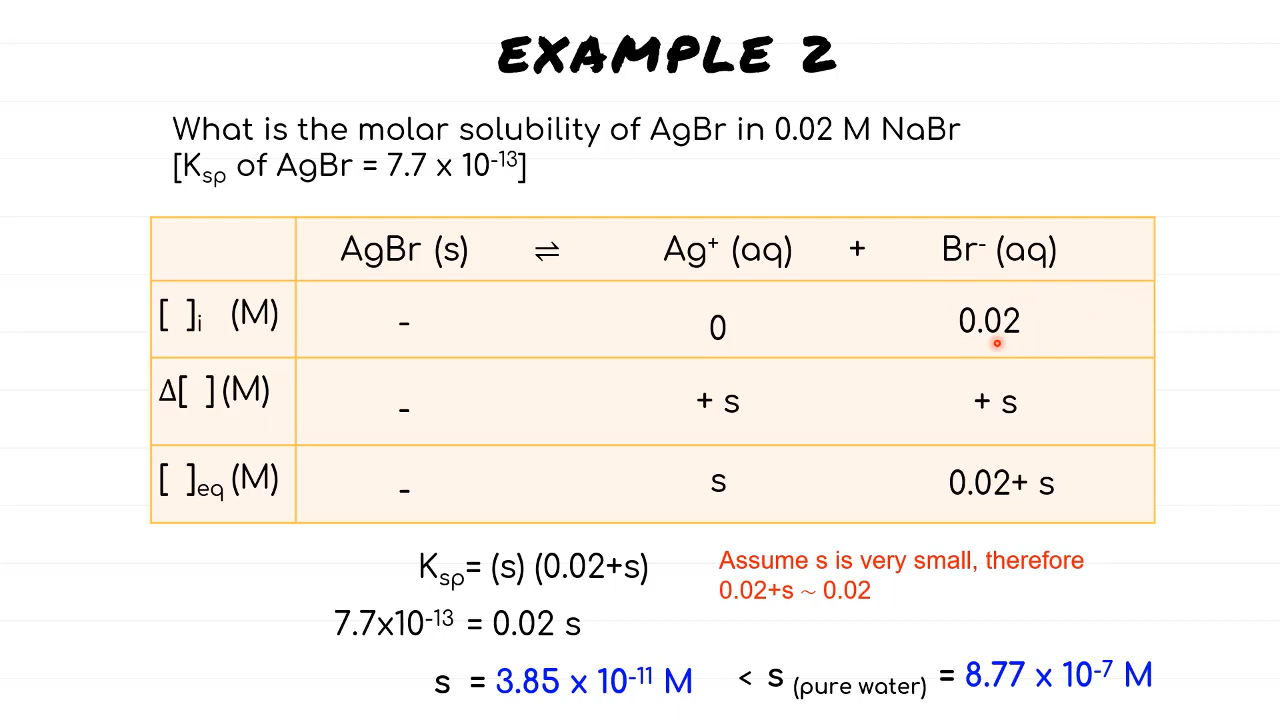 EXAMPLE 2
What is the molar solubility of AgBr in 0.02 M NaBr
[Ksp of AgBr = 7.7 x 10⁻¹³]
AgBr (s) ⇌ Ag⁺ (aq) + Br⁻ (aq)
[ ]i (M) - 0 0.02
Δ[ ] (M) - + s + s
[ ]eq (M) - s 0.02+ s
Ksp= (s) (0.02+s)
Assume s is very small, therefore
0.02+s ~ 0.02
7.7x10⁻¹³ = 0.02 s
s = 3.85 x 10⁻¹¹ M < s (pure water) = 8.77 x 10⁻⁷ M